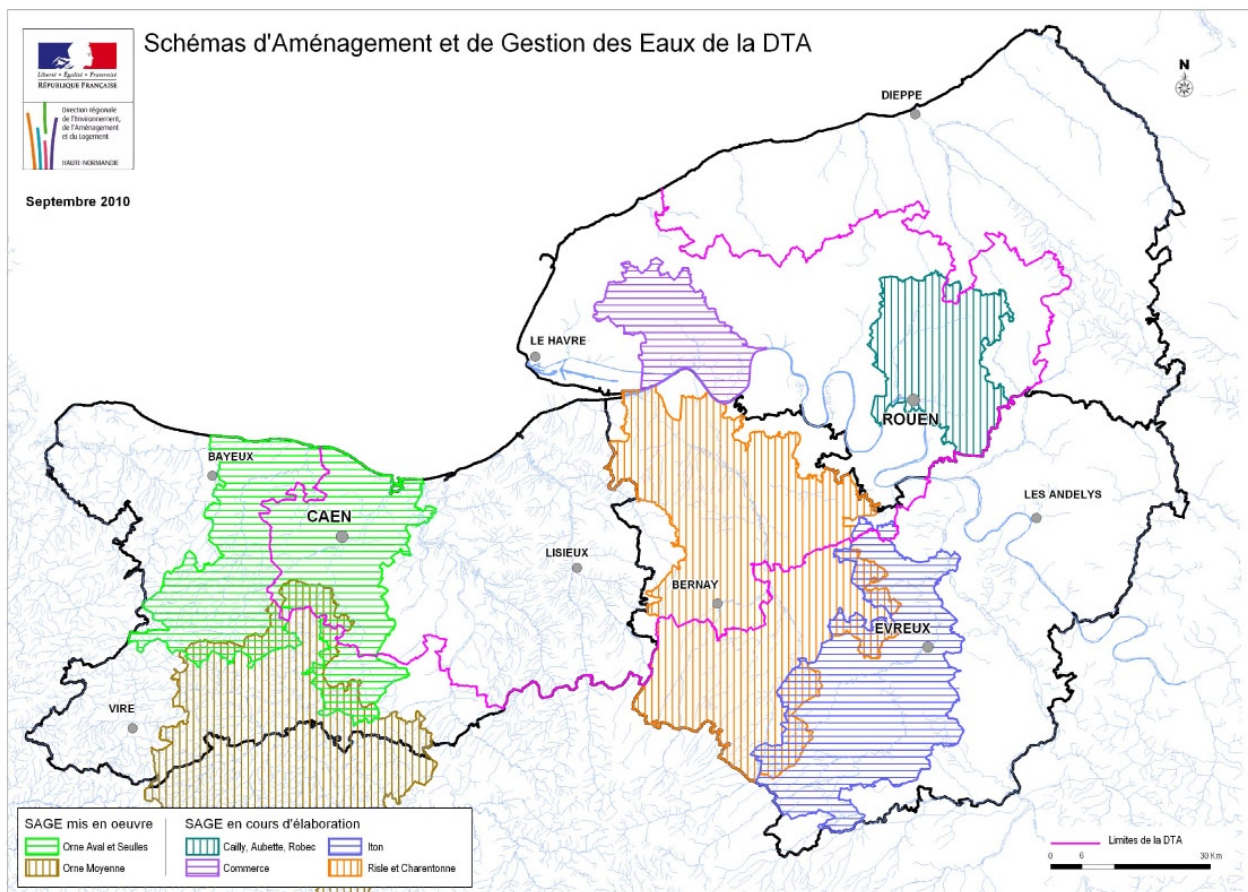 Schémas d'Aménagement et de Gestion des Eaux de la DTA
Liberté • Égalité • Fraternité
RÉPUBLIQUE FRANÇAISE
Direction régionale
de l'Environnement,
de l'Aménagement
et du Logement
HAUTE-NORMANDIE
Septembre 2010
N
DIEPPE
LE HAVRE
ROUEN
BAYEUX
CAEN
LES ANDELYS
LISIEUX
BERNAY
EVREUX
VIRE
SAGE mis en oeuvre
Orne Aval et Seulles
Orne Moyenne
SAGE en cours d'élaboration
Cailly, Aubette, Robec
Iton
Commerce
Risle et Charentonne
Limites de la DTA
0 6 30 Km